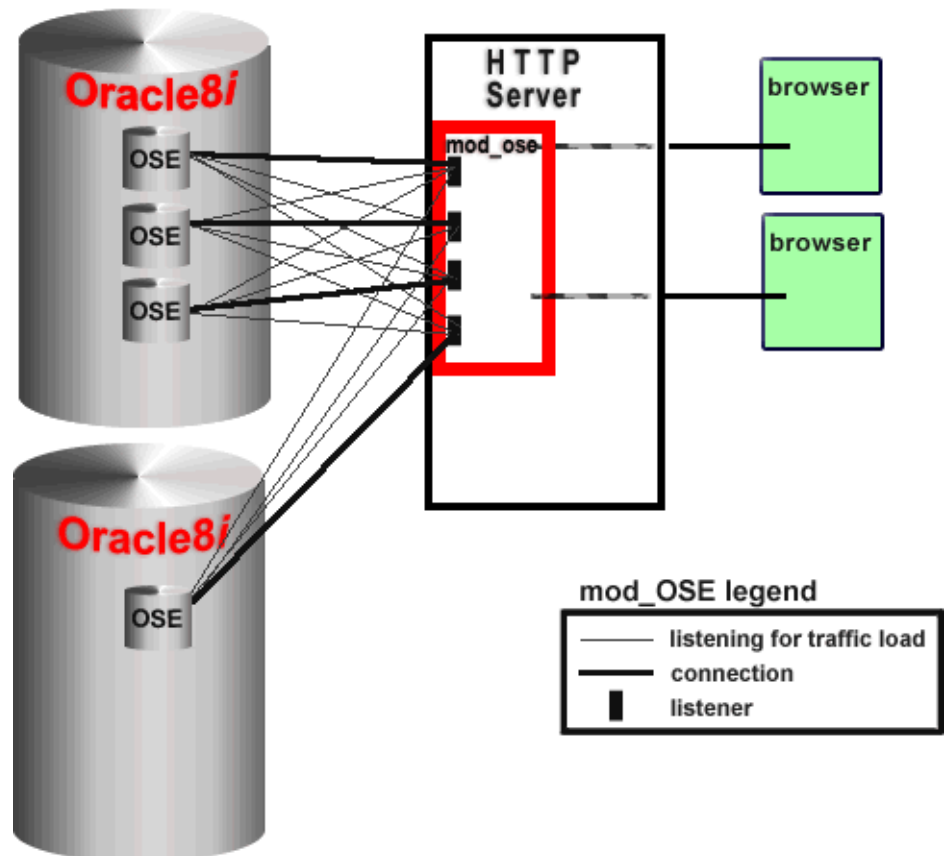 Oracle8i
OSE
OSE
OSE
HTTP
Server
mod_ose
browser
browser
Oracle8i
OSE
mod_OSE legend
listening for traffic load
connection
listener